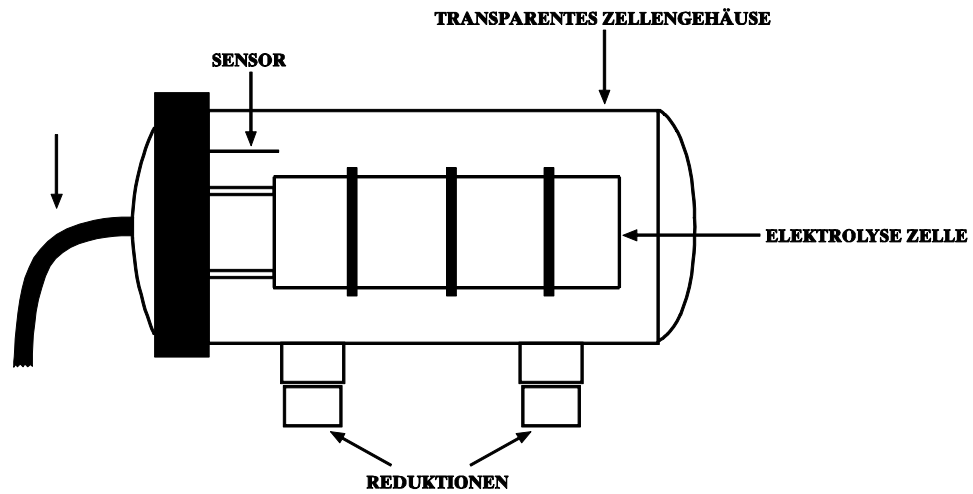 TRANSPARENTES ZELLENGEHÄUSE
SENSOR
ELEKTROLYSE ZELLE
REDUKTIONEN